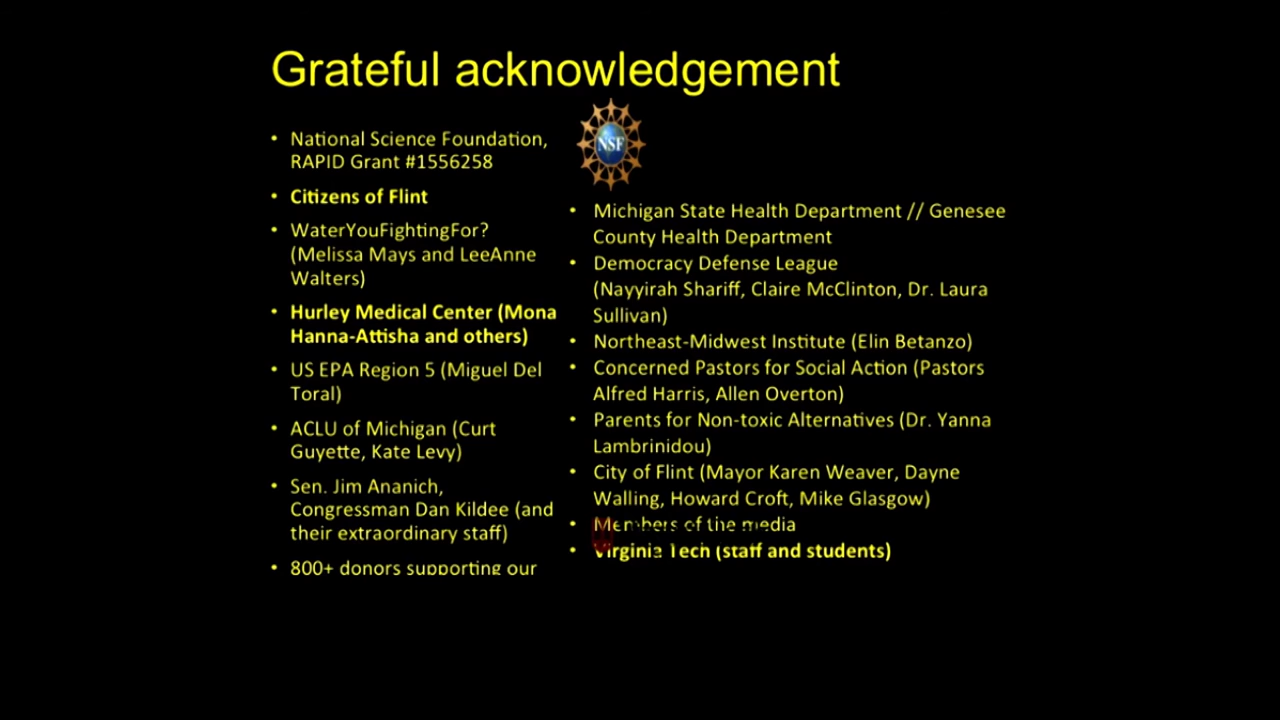 Grateful acknowledgement
• National Science Foundation,
RAPID Grant #1556258
• Citizens of Flint
• WaterYouFightingFor?
(Melissa Mays and LeeAnne
Walters)
• Hurley Medical Center (Mona
Hanna-Attisha and others)
• US EPA Region 5 (Miguel Del
Toral)
• ACLU of Michigan (Curt
Guyette, Kate Levy)
• Sen. Jim Ananich,
Congressman Dan Kildee (and
their extraordinary staff)
• 800+ donors supporting our
NSF
• Michigan State Health Department // Genesee
County Health Department
• Democracy Defense League
(Nayyirah Shariff, Claire McClinton, Dr. Laura
Sullivan)
• Northeast-Midwest Institute (Elin Betanzo)
• Concerned Pastors for Social Action (Pastors
Alfred Harris, Allen Overton)
• Parents for Non-toxic Alternatives (Dr. Yanna
Lambrinidou)
• City of Flint (Mayor Karen Weaver, Dayne
Walling, Howard Croft, Mike Glasgow)
• Members of the media
• Virginia Tech (staff and students)